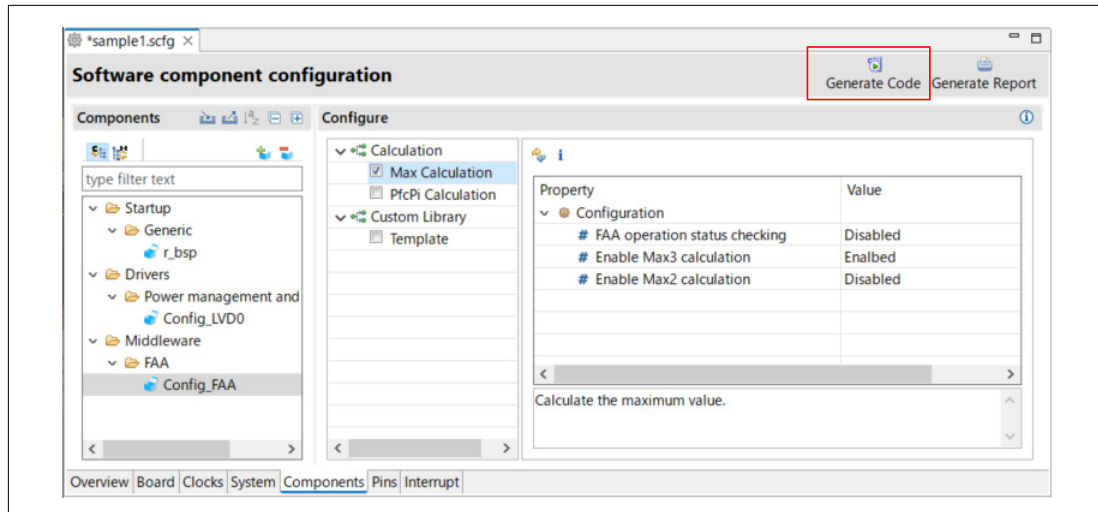 *sample1.scfg
Software component configuration
Generate Code Generate Report
Components
Configure
type filter text
Startup
Generic
r_bsp
Drivers
Power management and
Config_LVD0
Middleware
FAA
Config_FAA
Calculation
Max Calculation
PfcPi Calculation
Custom Library
Template
Property Value
Configuration
# FAA operation status checking Disabled
# Enable Max3 calculation Enalbed
# Enable Max2 calculation Disabled
Calculate the maximum value.
Overview Board Clocks System Components Pins Interrupt